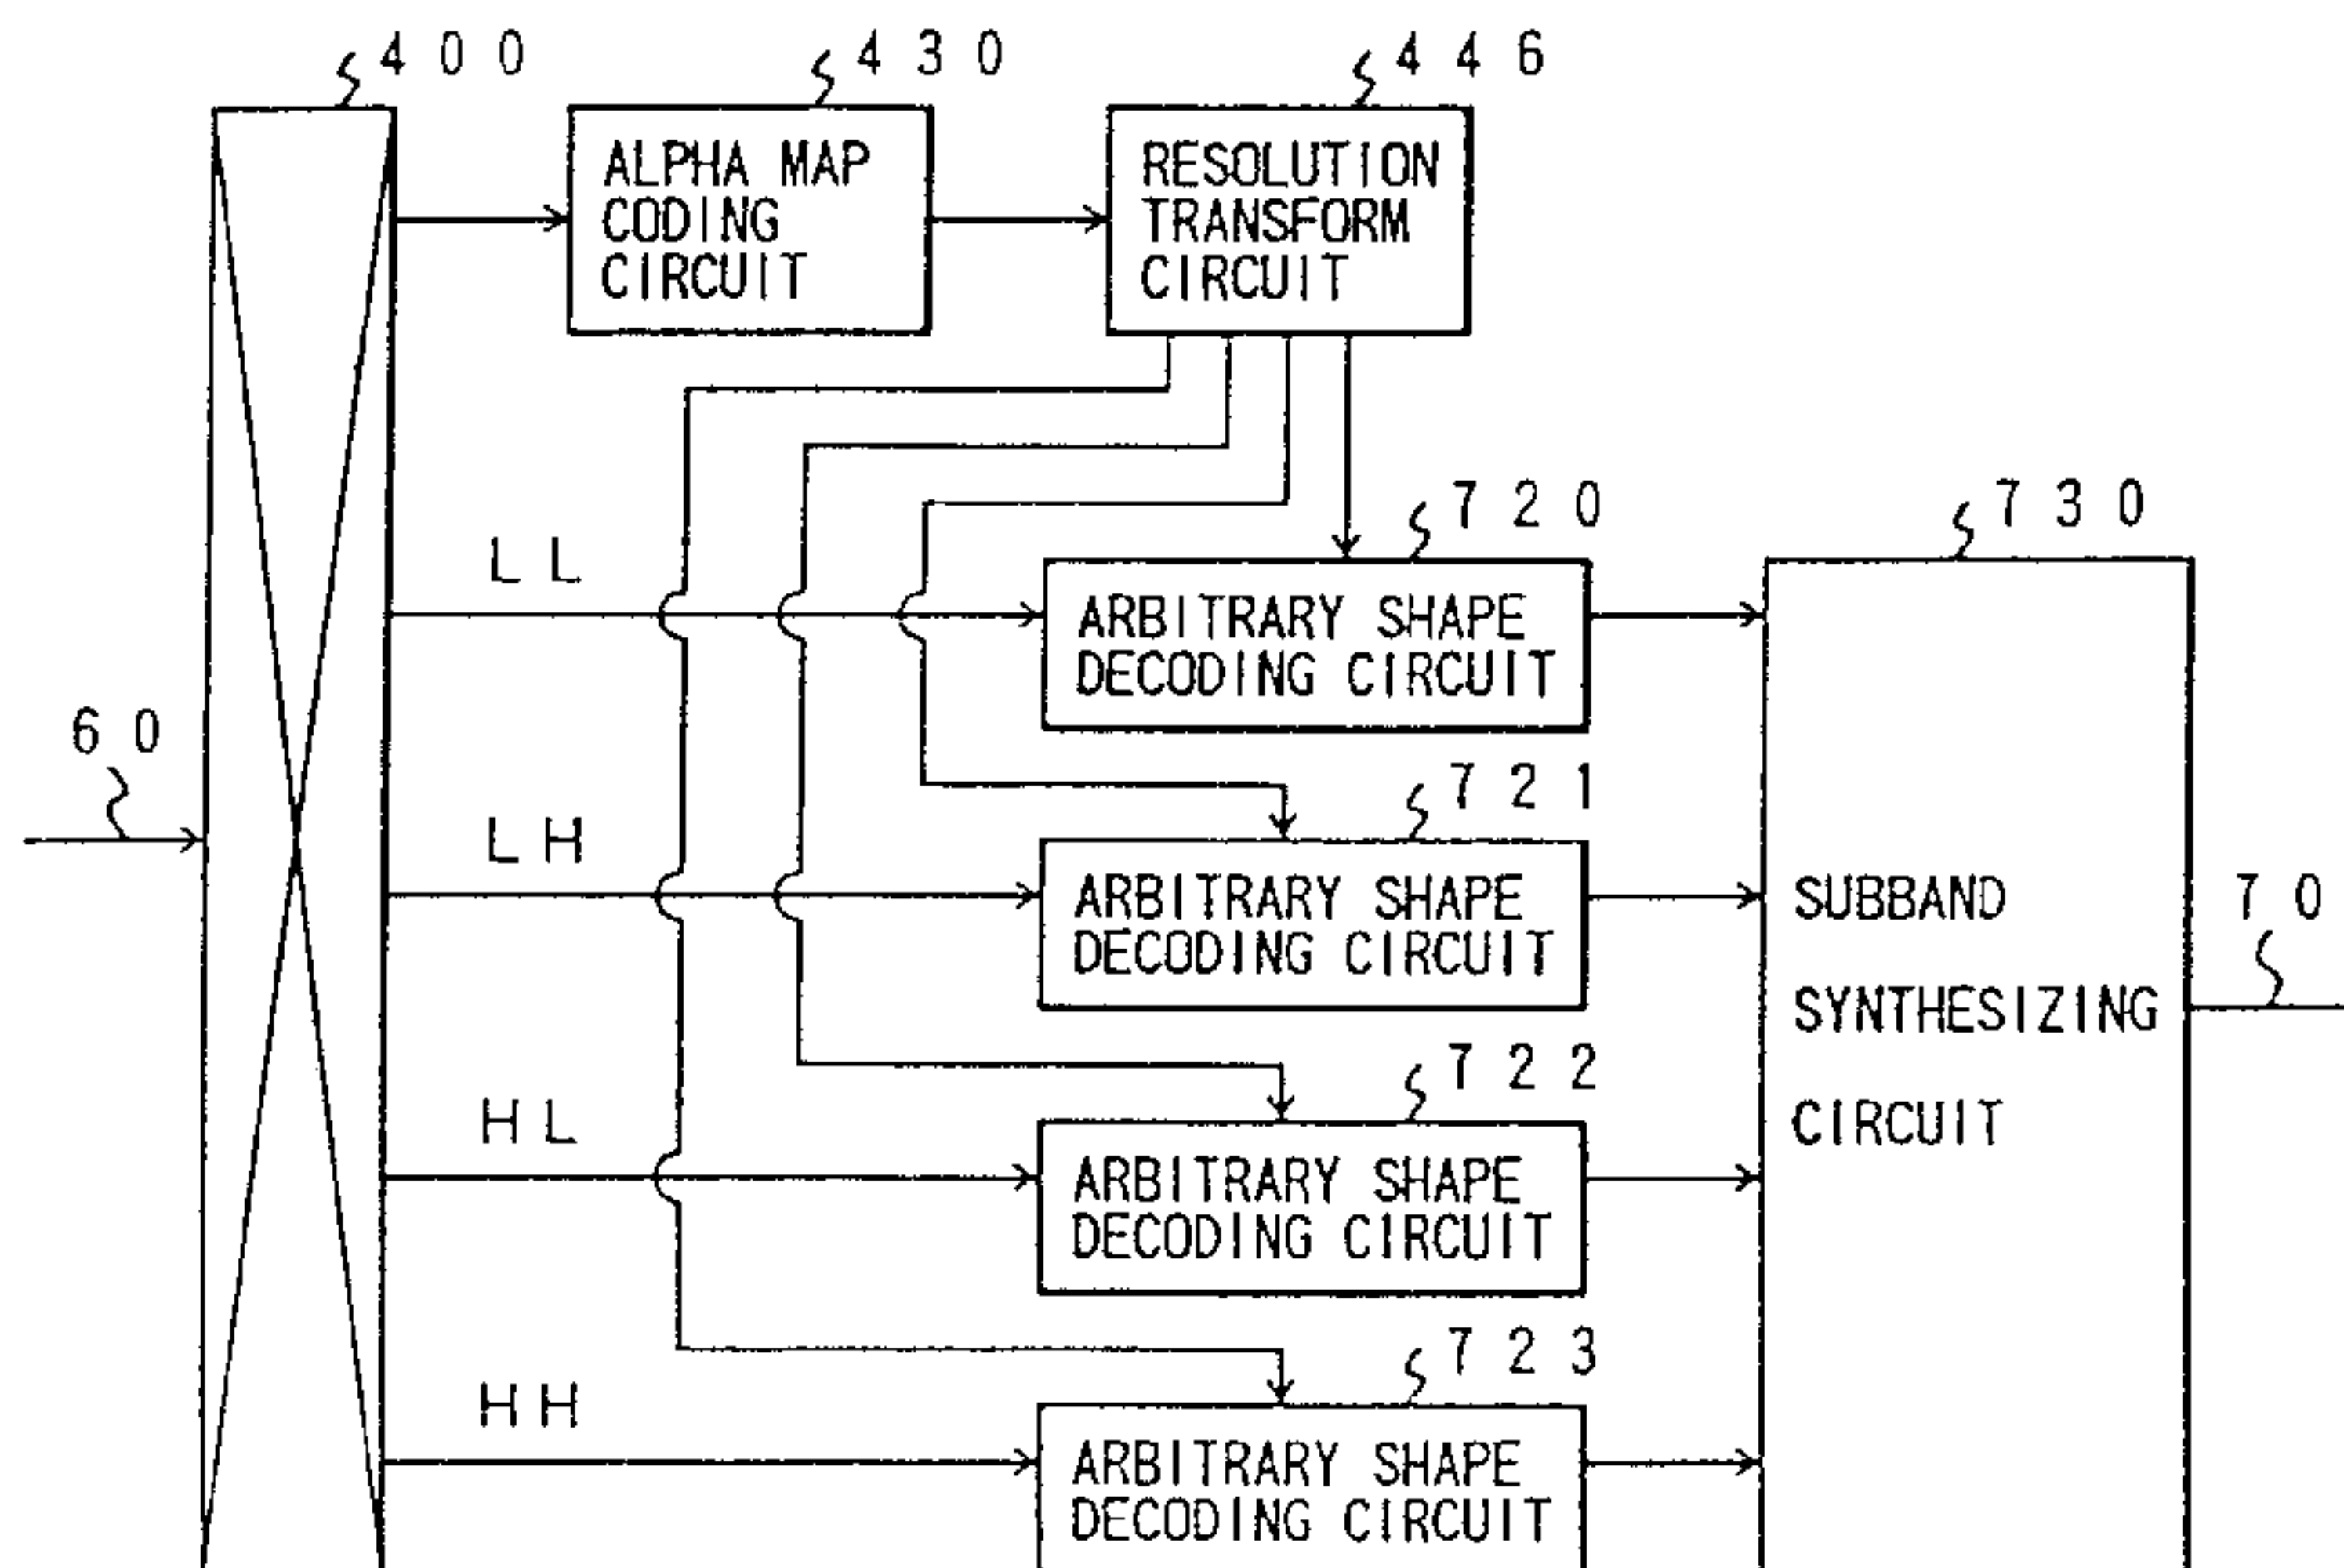 400
430
446
ALPHA MAP
CODING
CIRCUIT
RESOLUTION
TRANSFORM
CIRCUIT
720
730
LL
ARBITRARY SHAPE
DECODING CIRCUIT
60
721
LH
ARBITRARY SHAPE
DECODING CIRCUIT
SUBBAND
SYNTHESIZING
CIRCUIT
70
722
HL
ARBITRARY SHAPE
DECODING CIRCUIT
723
HH
ARBITRARY SHAPE
DECODING CIRCUIT